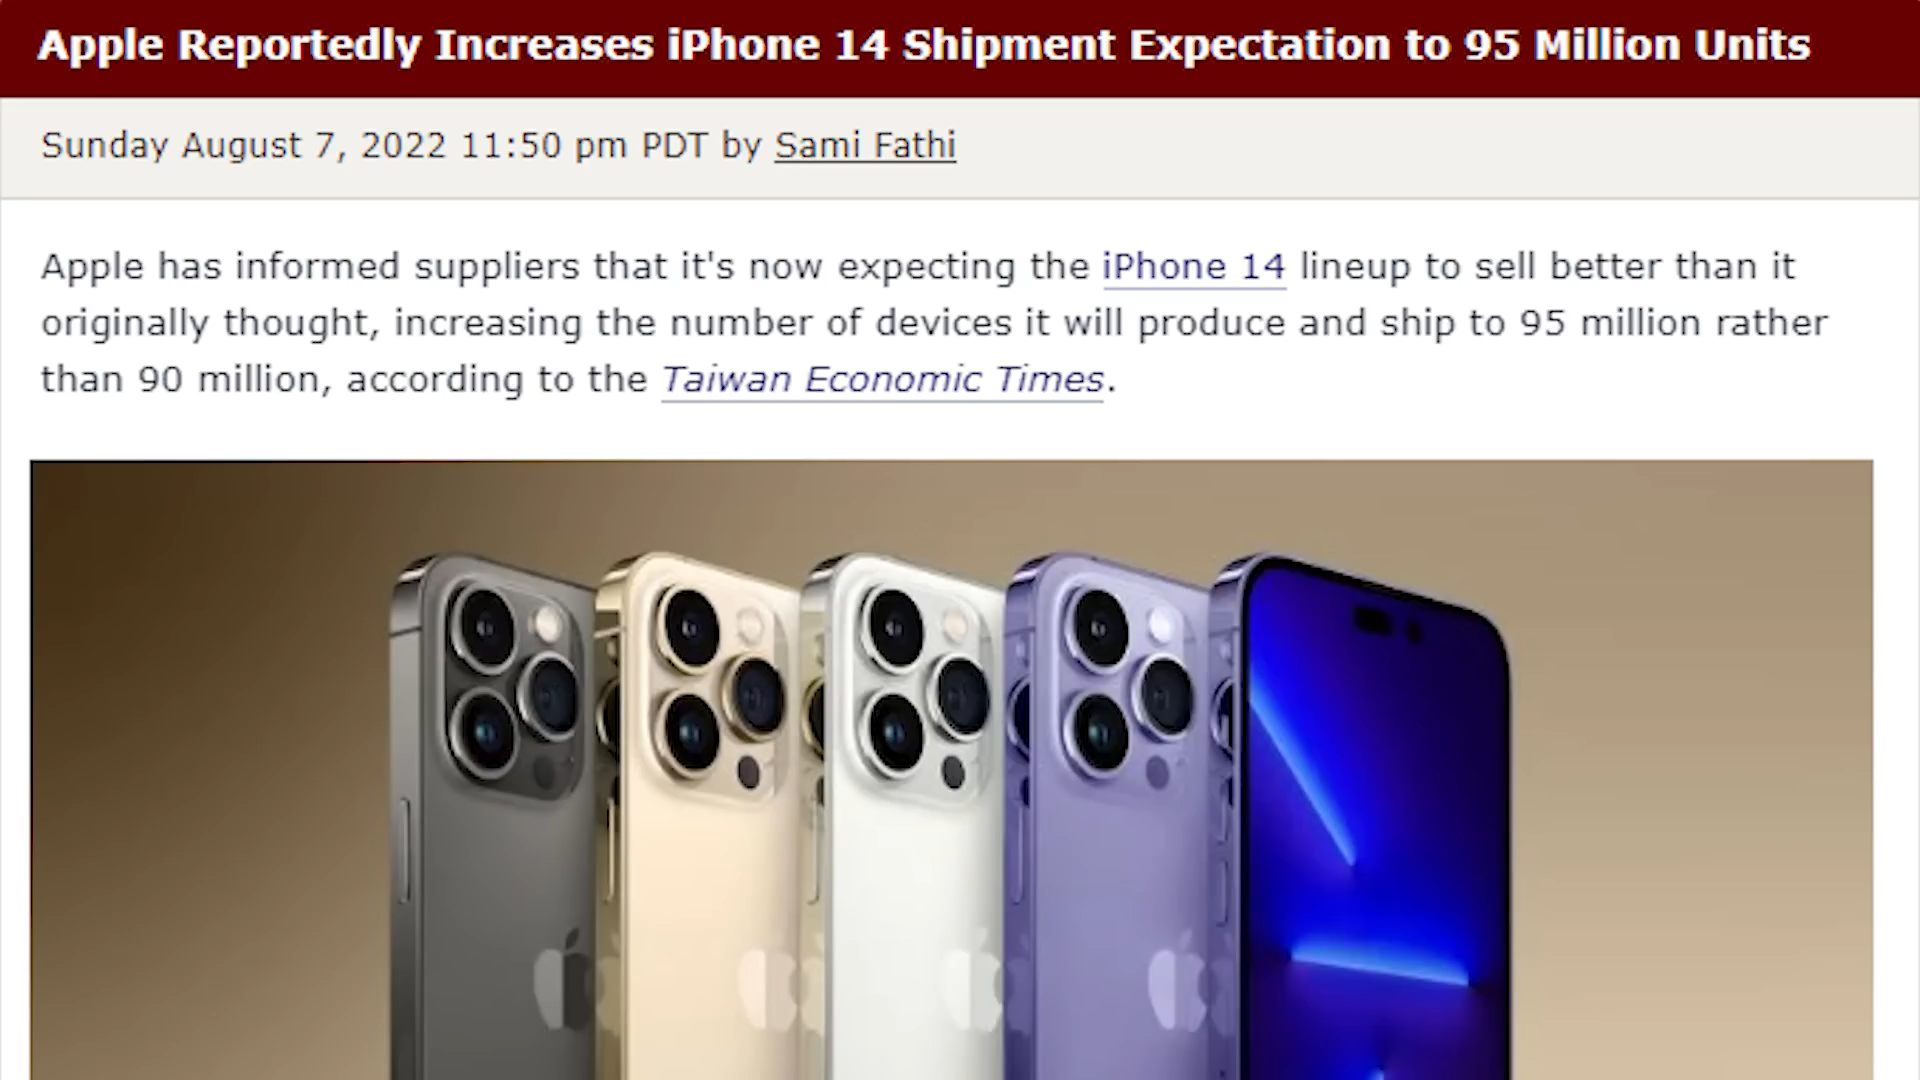 Apple Reportedly Increases iPhone 14 Shipment Expectation to 95 Million Units
Sunday August 7, 2022 11:50 pm PDT by Sami Fathi
Apple has informed suppliers that it's now expecting the iPhone 14 lineup to sell better than it
originally thought, increasing the number of devices it will produce and ship to 95 million rather
than 90 million, according to the Taiwan Economic Times.